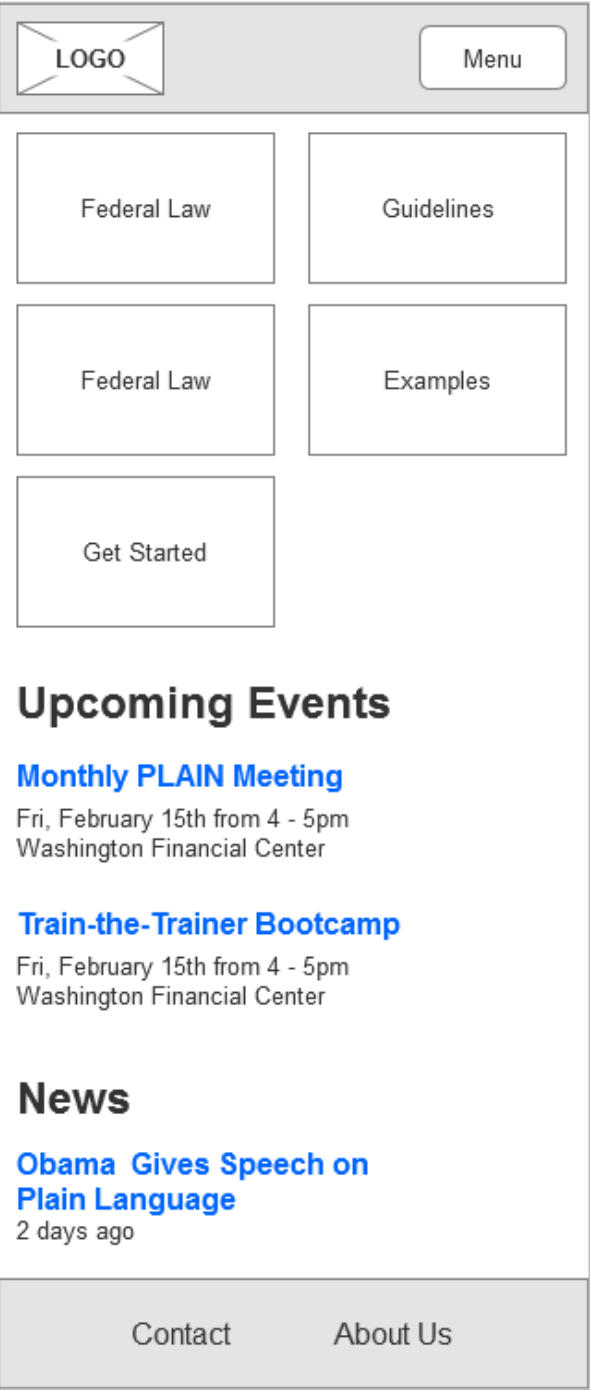 LOGO
Menu
Federal Law
Guidelines
Federal Law
Examples
Get Started
Upcoming Events
Monthly PLAIN Meeting
Fri, February 15th from 4 - 5pm
Washington Financial Center
Train-the-Trainer Bootcamp
Fri, February 15th from 4 - 5pm
Washington Financial Center
News
Obama Gives Speech on
Plain Language
2 days ago
Contact
About Us